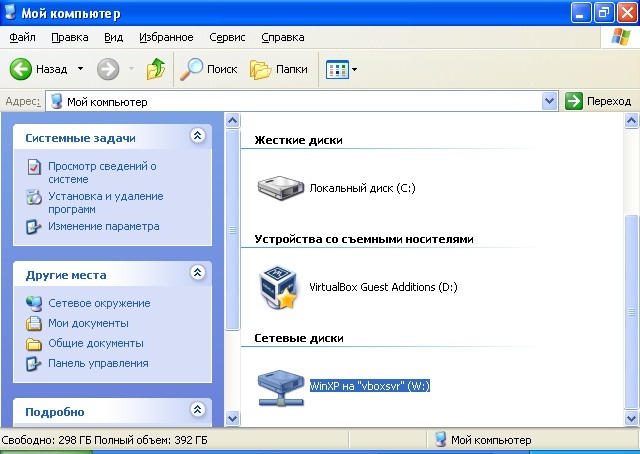 Мой компьютер
Файл Правка Вид Избранное Сервис Справка
Назад Поиск Папки
Адрес: Мой компьютер Переход
Системные задачи
Просмотр сведений о
системе
Установка и удаление
программ
Изменение параметра
Другие места
Сетевое окружение
Мои документы
Общие документы
Панель управления
Подробно
Жесткие диски
Локальный диск (C:)
Устройства со съемными носителями
VirtualBox Guest Additions (D:)
Сетевые диски
WinXP на "vboxsvr" (W:)
Свободно: 298 ГБ Полный объем: 392 ГБ Мой компьютер